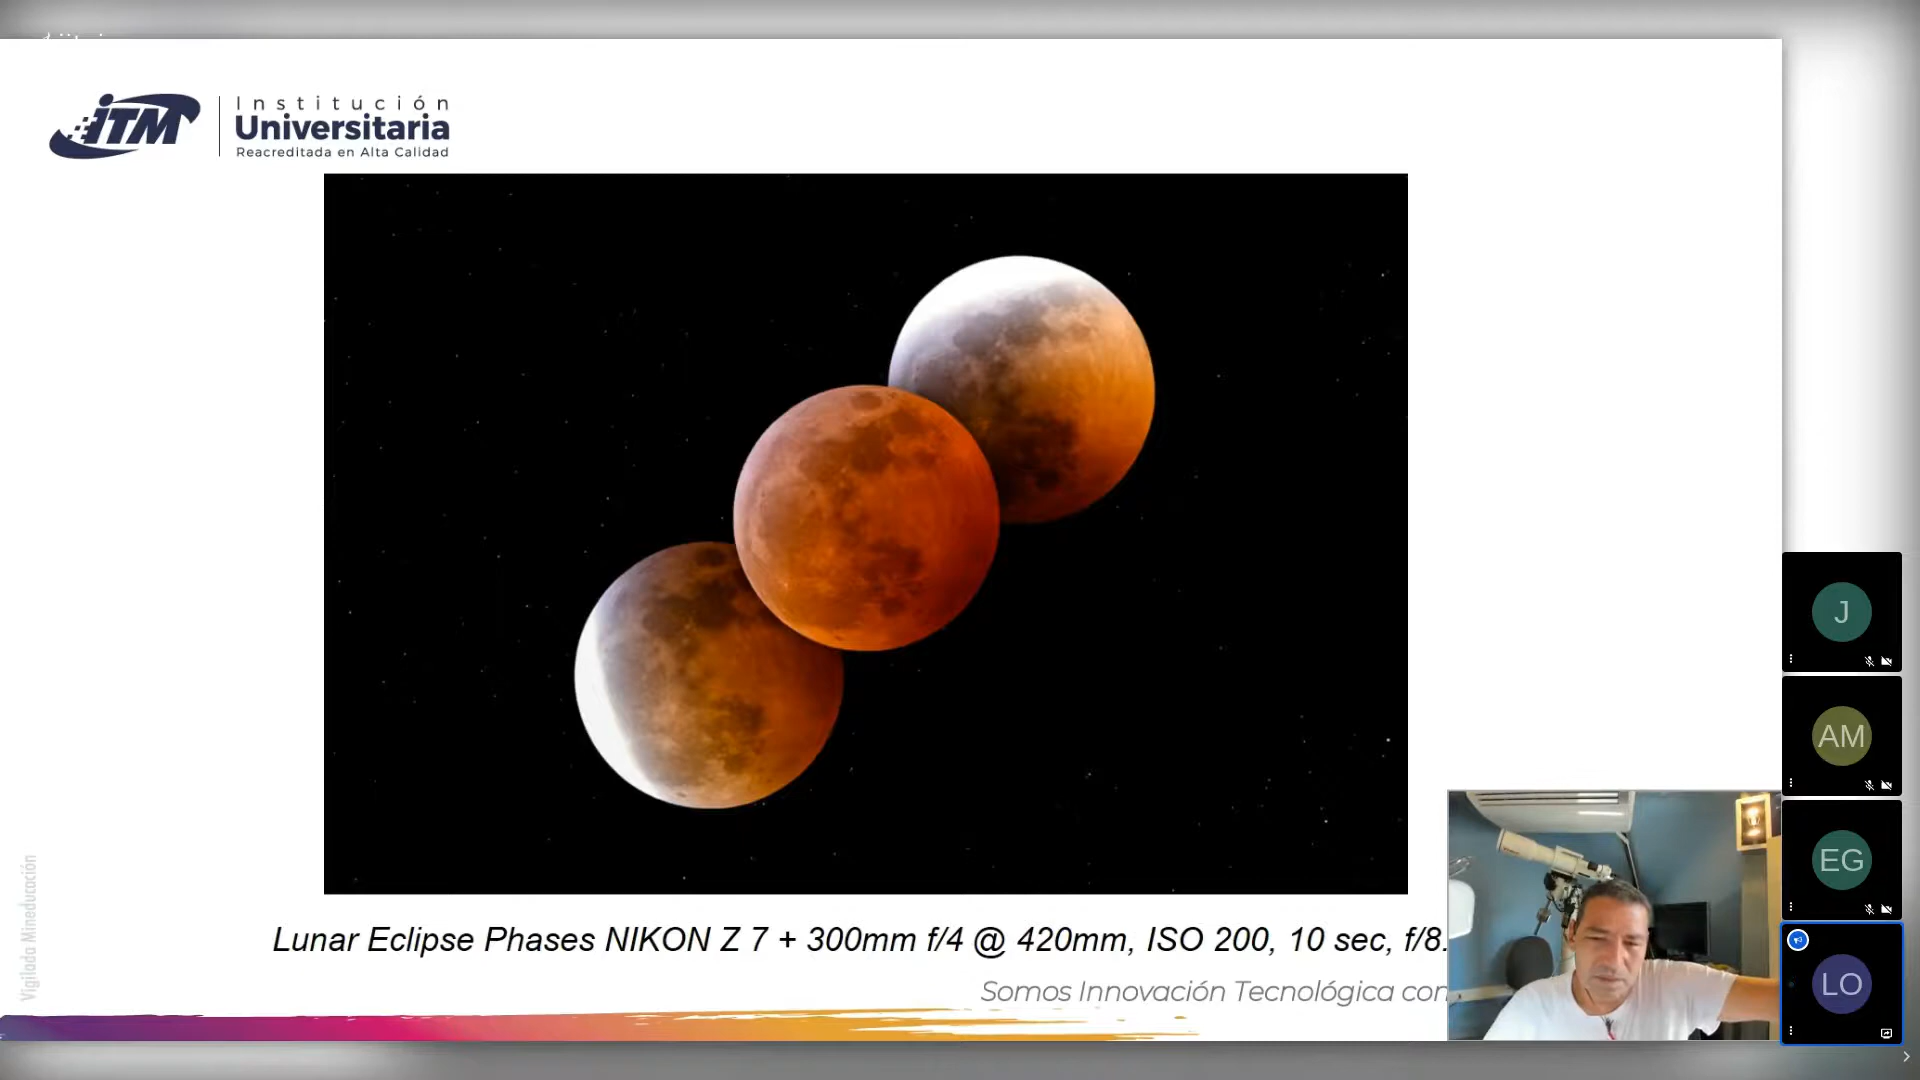 iTM
Institución
Universitaria
Reacreditada en Alta Calidad
Lunar Eclipse Phases NIKON Z 7 + 300mm f/4 @ 420mm, ISO 200, 10 sec, f/8.
Somos Innovación Tecnológica con
Vigilada Mineducación
J
AM
EG
LO